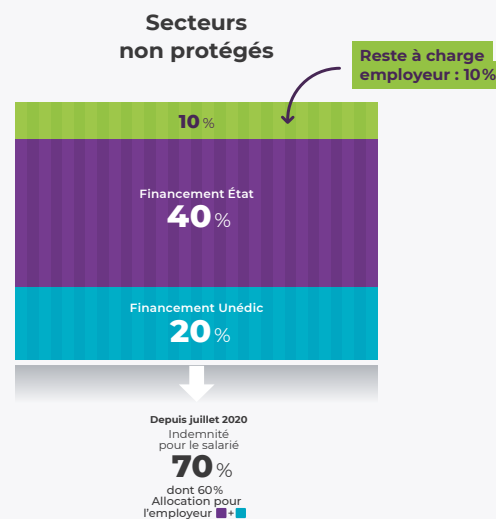 Secteurs
non protégés
Reste à charge
employeur : 10%
10 %
Financement État
40 %
Financement Unédic
20 %
Depuis juillet 2020
Indemnité
pour le salarié
70 %
dont 60%
Allocation pour
l'employeur +